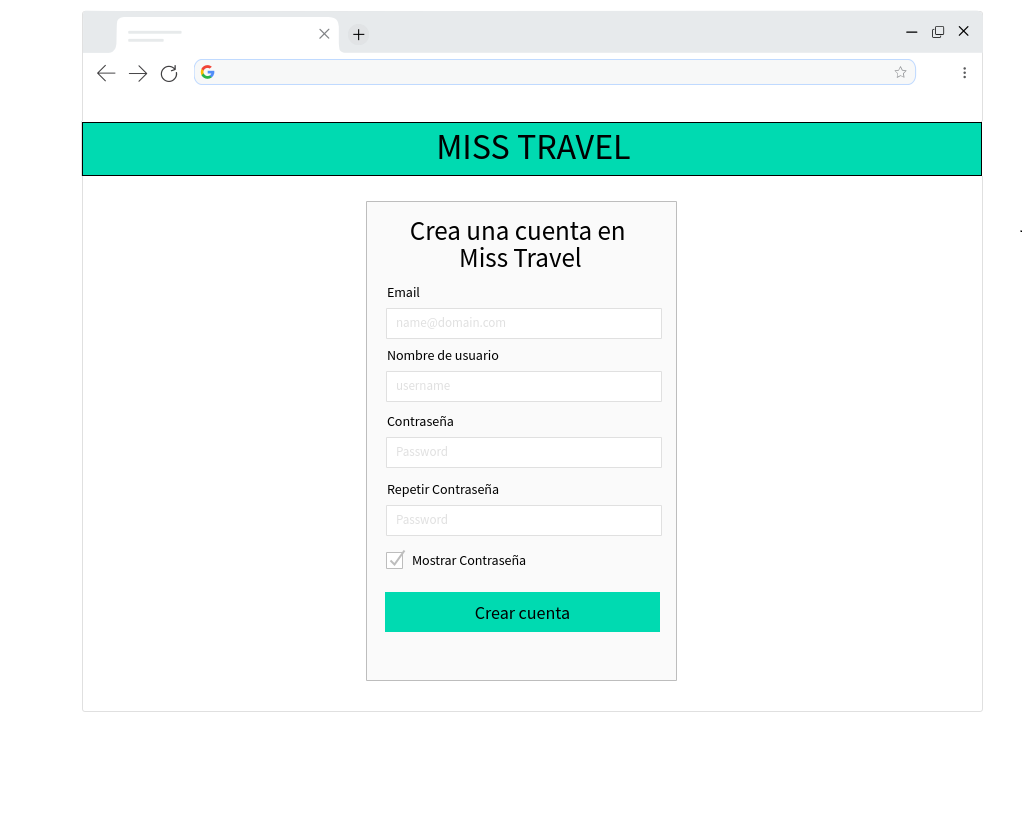 MISS TRAVEL
Crea una cuenta en
Miss Travel
Email
name@domain.com
Nombre de usuario
username
Contraseña
Password
Repetir Contraseña
Password
Mostrar Contraseña
Crear cuenta